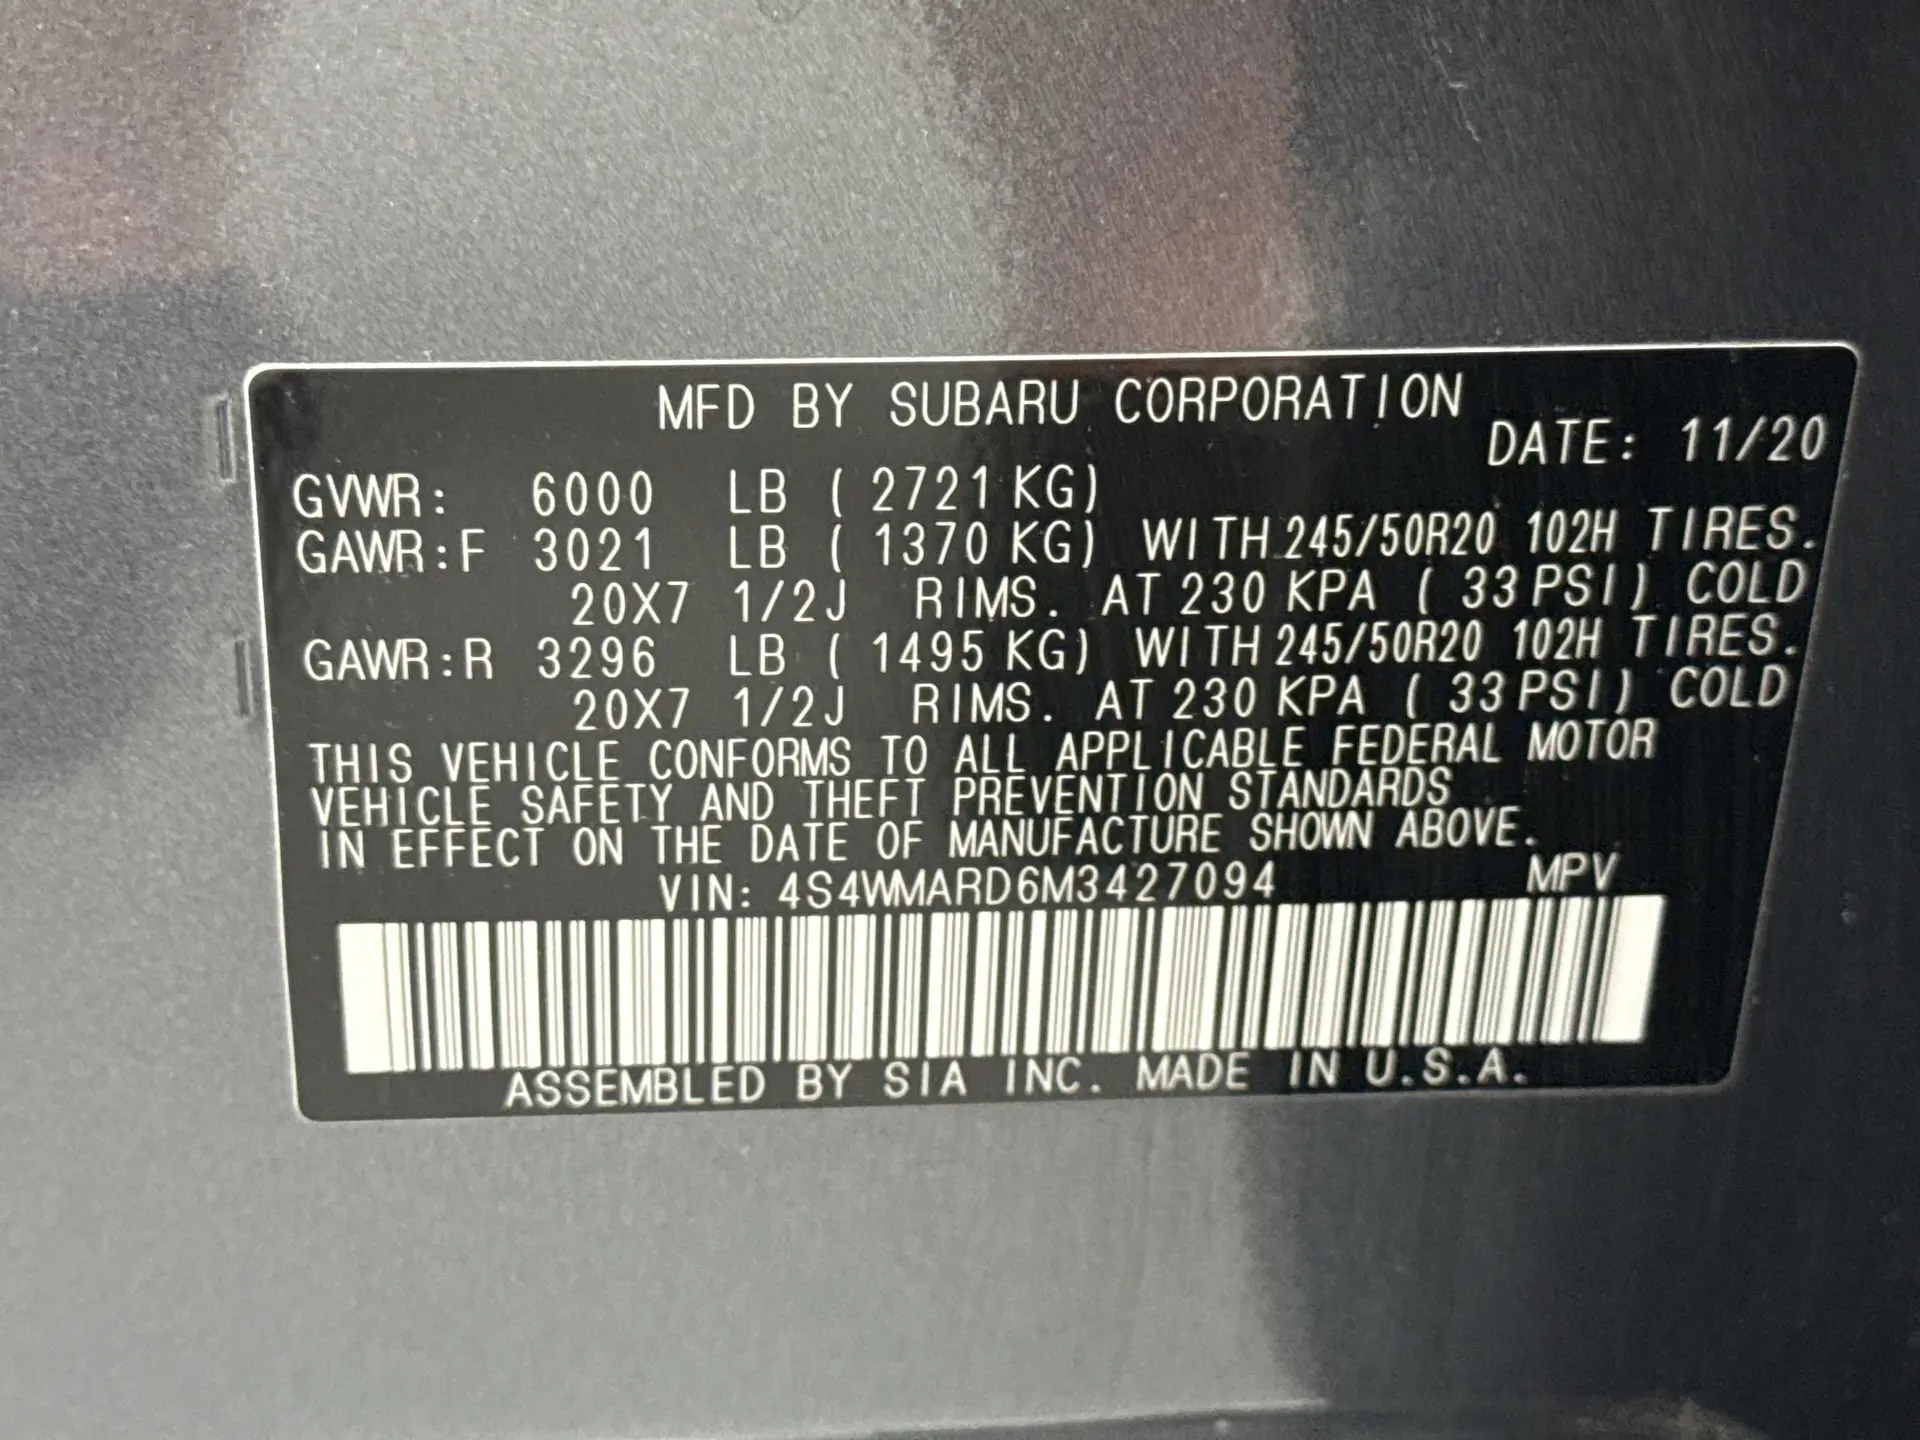 MFD BY SUBARU CORPORATION
DATE: 11/20
GVWR: 6000 LB ( 2721 KG)
GAWR:F 3021 LB ( 1370 KG) WITH 245/50R20 102H TIRES.
20X7 1/2J RIMS. AT 230 KPA ( 33 PSI) COLD
GAWR:R 3296 LB ( 1495 KG) WITH 245/50R20 102H TIRES.
20X7 1/2J RIMS. AT 230 KPA ( 33 PSI) COLD
THIS VEHICLE CONFORMS TO ALL APPLICABLE FEDERAL MOTOR
VEHICLE SAFETY AND THEFT PREVENTION STANDARDS
IN EFFECT ON THE DATE OF MANUFACTURE SHOWN ABOVE.
VIN: 4S4WMARD6M3427094 MPV
ASSEMBLED BY SIA INC. MADE IN U.S.A.